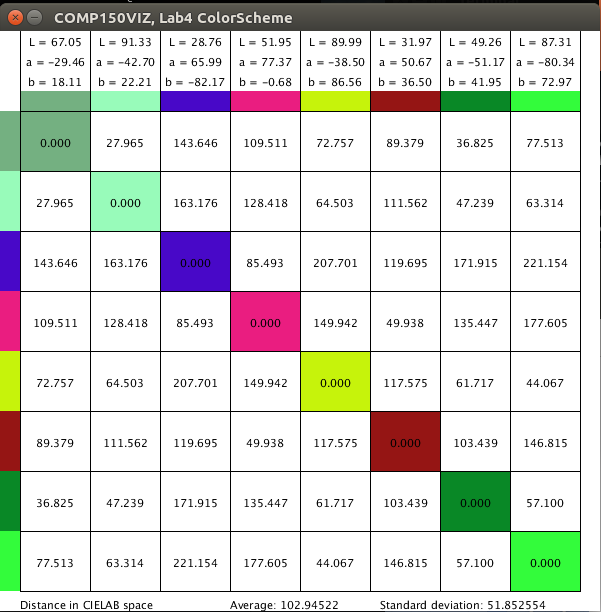 COMP150VIZ, Lab4 ColorScheme
L = 67.05 L = 91.33 L = 28.76 L = 51.95 L = 89.99 L = 31.97 L = 49.26 L = 87.31
a = -29.46 a = -42.70 a = 65.99 a = 77.37 a = -38.50 a = 50.67 a = -51.17 a = -80.34
b = 18.11 b = 22.21 b = -82.17 b = -0.68 b = 86.56 b = 36.50 b = 41.95 b = 72.97
0.000 27.965 143.646 109.511 72.757 89.379 36.825 77.513
27.965 0.000 163.176 128.418 64.503 111.562 47.239 63.314
143.646 163.176 0.000 85.493 207.701 119.695 171.915 221.154
109.511 128.418 85.493 0.000 149.942 49.938 135.447 177.605
72.757 64.503 207.701 149.942 0.000 117.575 61.717 44.067
89.379 111.562 119.695 49.938 117.575 0.000 103.439 146.815
36.825 47.239 171.915 135.447 61.717 103.439 0.000 57.100
77.513 63.314 221.154 177.605 44.067 146.815 57.100 0.000
Distance in CIELAB space Average: 102.94522 Standard deviation: 51.852554